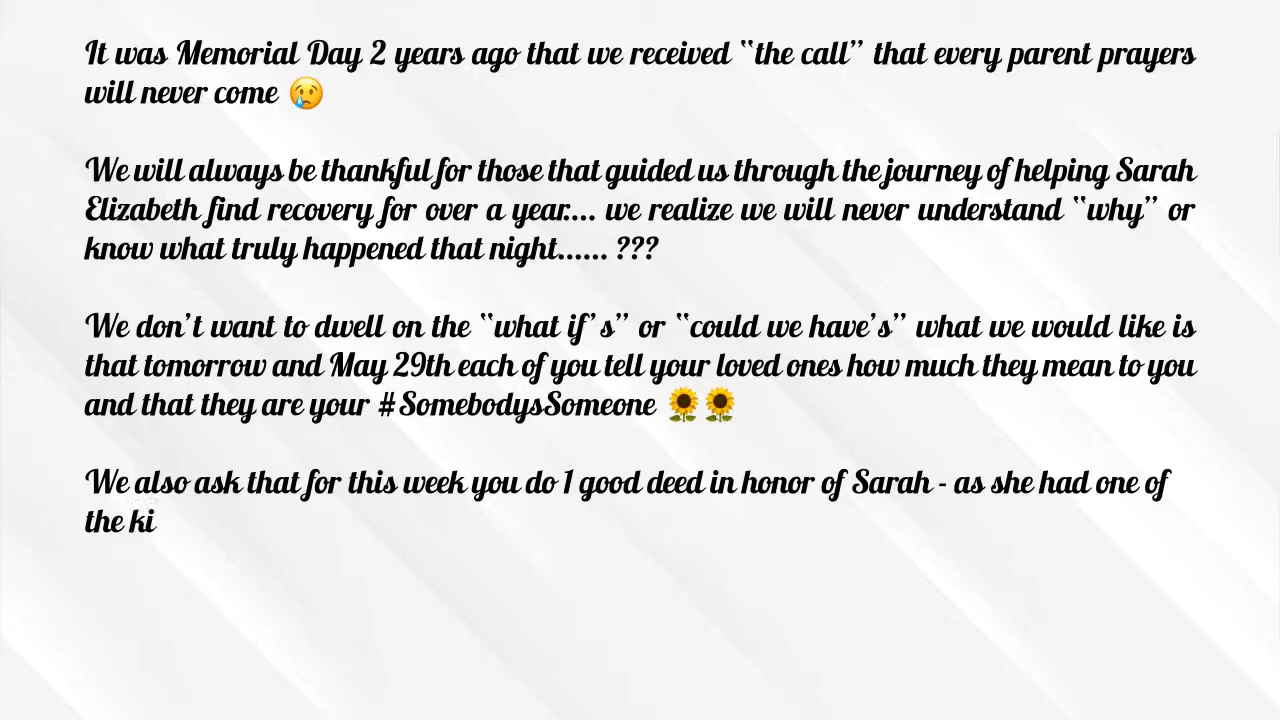 It was Memorial Day 2 years ago that we received “the call” that every parent prayers
will never come 😢
We will always be thankful for those that guided us through the journey of helping Sarah
Elizabeth find recovery for over a year.... we realize we will never understand “why” or
know what truly happened that night...... ???
We don’t want to dwell on the “what if’s” or “could we have’s” what we would like is
that tomorrow and May 29th each of you tell your loved ones how much they mean to you
and that they are your #SomebodysSomeone 🌻🌻
We also ask that for this week you do 1 good deed in honor of Sarah - as she had one of
the ki